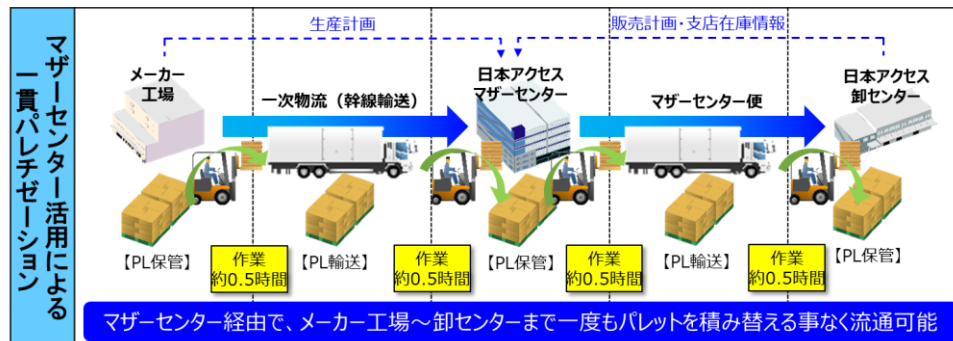 マザーセンター活用による
一貫パレチゼーション
生産計画
販売計画・支店在庫情報
メーカー
工場
一次物流（幹線輸送）
日本アクセス
マザーセンター
マザーセンター便
日本アクセス
卸センター
【PL保管】
作業
約0.5時間
【PL輸送】
作業
約0.5時間
【PL保管】
作業
約0.5時間
【PL輸送】
作業
約0.5時間
【PL保管】
マザーセンター経由で、メーカー工場～卸センターまで一度もパレットを積み替える事なく流通可能